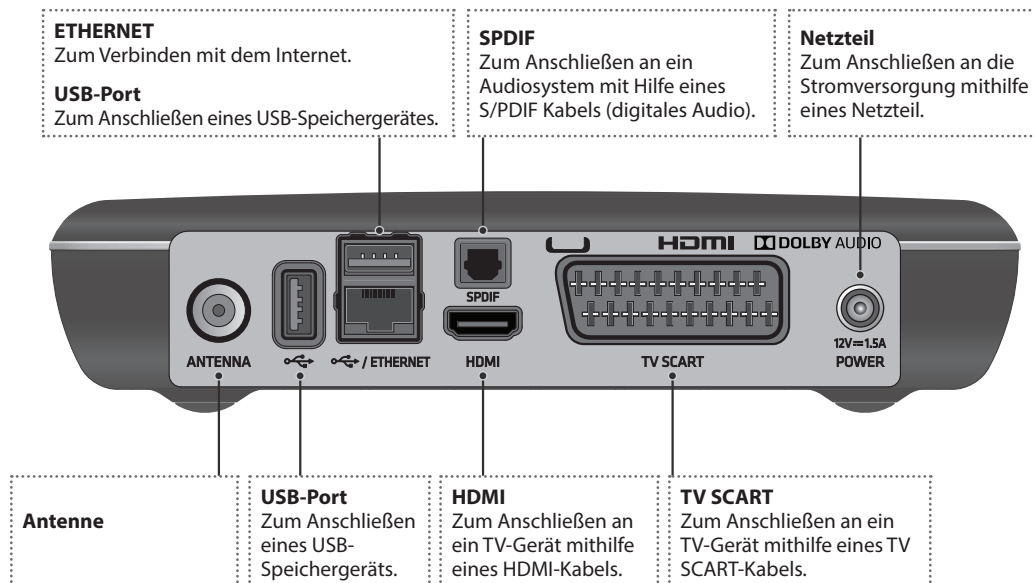 ETHERNET
Zum Verbinden mit dem Internet.
USB-Port
Zum Anschließen eines USB-Speichergerätes.
SPDIF
Zum Anschließen an ein
Audiosystem mit Hilfe eines
S/PDIF Kabels (digitales Audio).
Netzteil
Zum Anschließen an die
Stromversorgung mithilfe
eines Netzteil.
HDMI DOLBY AUDIO
SPDIF
ANTENNA
/ ETHERNET
HDMI
TV SCART
12V⎓1.5A
POWER
Antenne
USB-Port
Zum Anschließen
eines USB-
Speichergeräts.
HDMI
Zum Anschließen an
ein TV-Gerät mithilfe
eines HDMI-Kabels.
TV SCART
Zum Anschließen an ein
TV-Gerät mithilfe eines TV
SCART-Kabels.